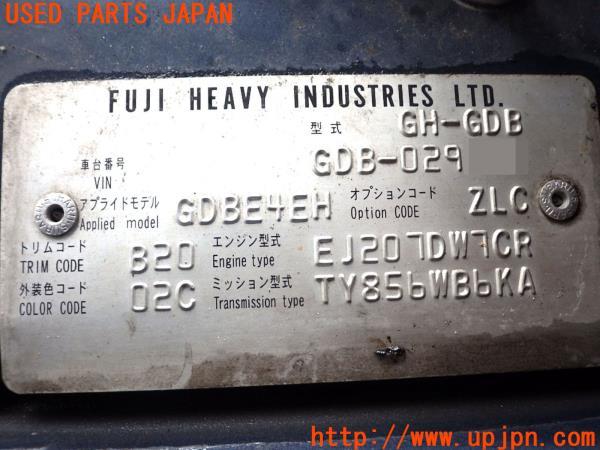 USED PARTS JAPAN
FUJI HEAVY INDUSTRIES LTD.
型式 GH-GDB
車台番号 VIN GDB-029
アプライドモデル Applied model GDBE4EH オプションコード Option CODE ZLC
トリムコード TRIM CODE B20 エンジン型式 Engine type EJ207DW7CR
外装色コード COLOR CODE 02C ミッション型式 Transmission type TY856WB6KA
http://www.upjpn.com/